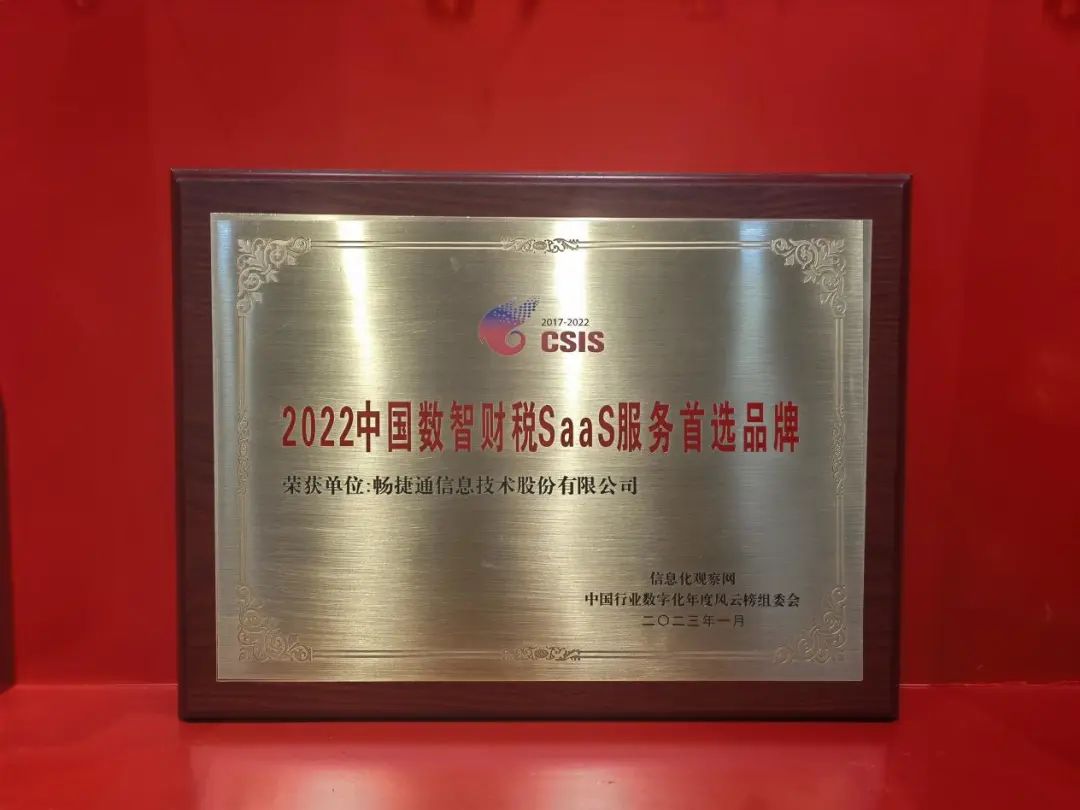 2017-2022
CSIS
2022中国数智财税SaaS服务首选品牌
荣获单位:畅捷通信息技术股份有限公司
信息化观察网
中国行业数字化年度风云榜组委会
二〇二三年一月